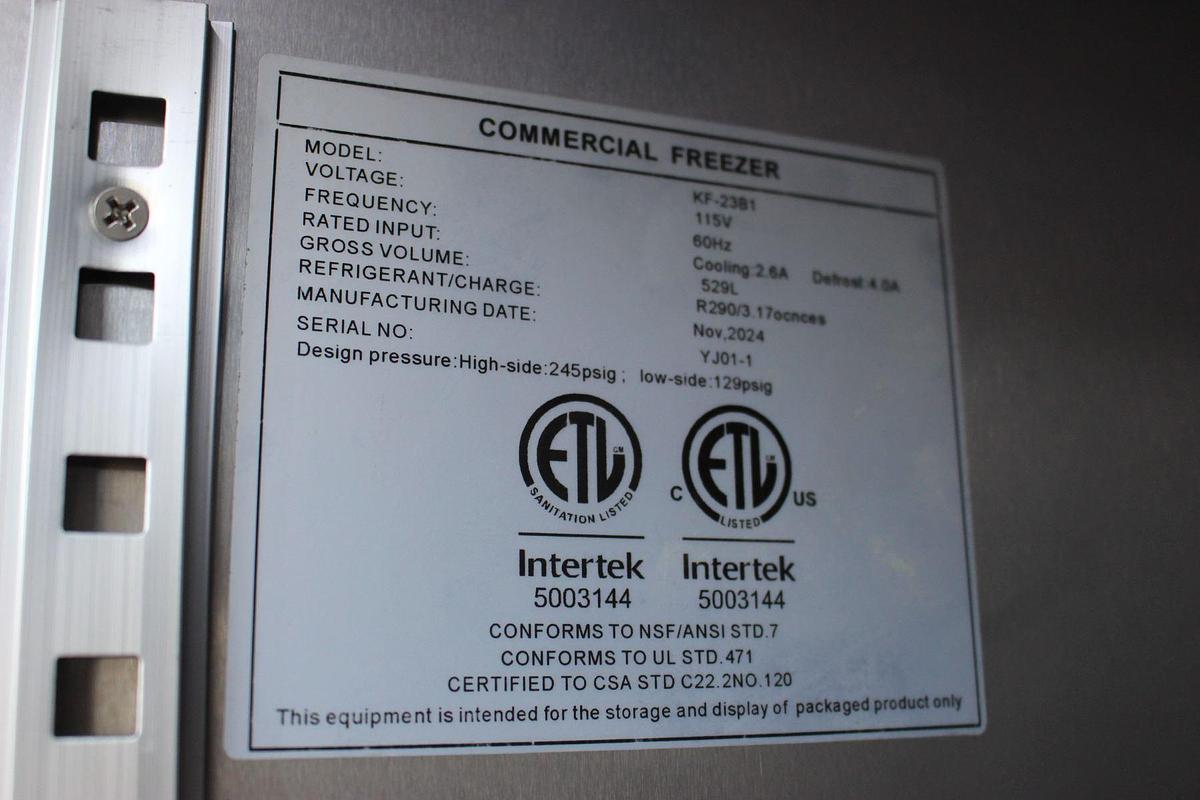 COMMERCIAL FREEZER
MODEL: KF-23B1
VOLTAGE: 115V
FREQUENCY: 60Hz
RATED INPUT: Cooling:2.6A Defrost:4.0A
GROSS VOLUME: 529L
REFRIGERANT/CHARGE: R290/3.17ocnces
MANUFACTURING DATE: Nov,2024
SERIAL NO: YJ01-1
Design pressure:High-side:245psig ; low-side:129psig
ETL CM
SANITATION LISTED
Intertek
5003144
C ETL CM US
LISTED
Intertek
5003144
CONFORMS TO NSF/ANSI STD.7
CONFORMS TO UL STD.471
CERTIFIED TO CSA STD C22.2NO.120
This equipment is intended for the storage and display of packaged product only